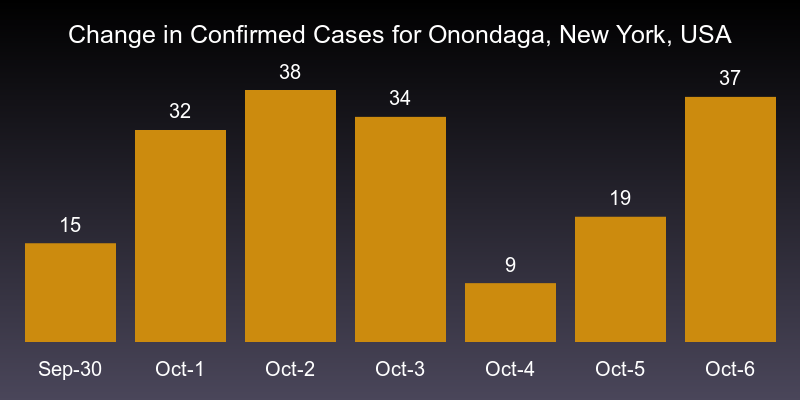 Change in Confirmed Cases for Onondaga, New York, USA
15
32
38
34
9
19
37
Sep-30
Oct-1
Oct-2
Oct-3
Oct-4
Oct-5
Oct-6